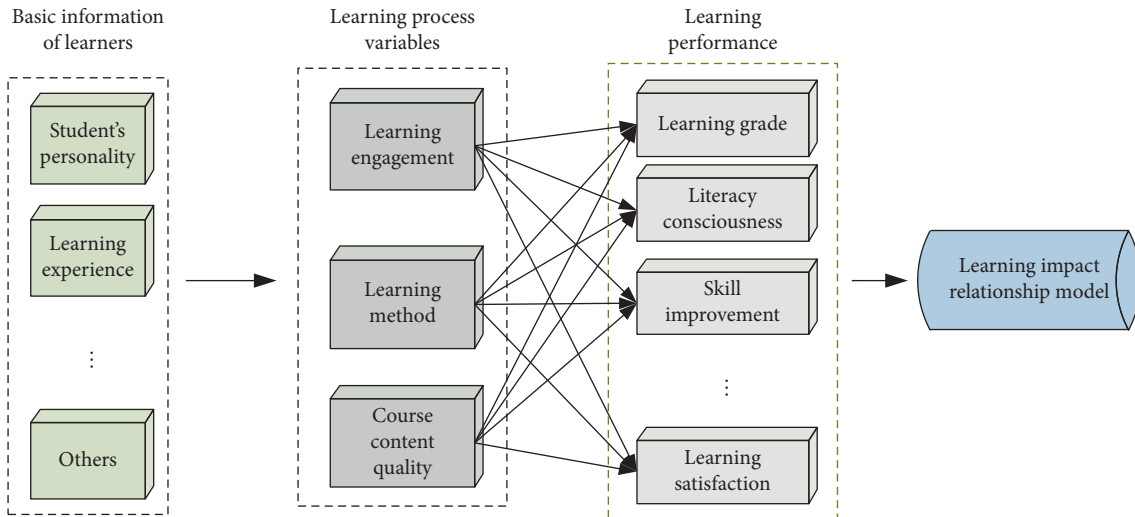 Basic information
of learners
Student's
personality
Learning
experience
⋮
Others
Learning process
variables
Learning
engagement
Learning
method
Course
content
quality
Learning
performance
Learning grade
Literacy
consciousness
Skill
improvement
⋮
Learning
satisfaction
Learning impact
relationship model